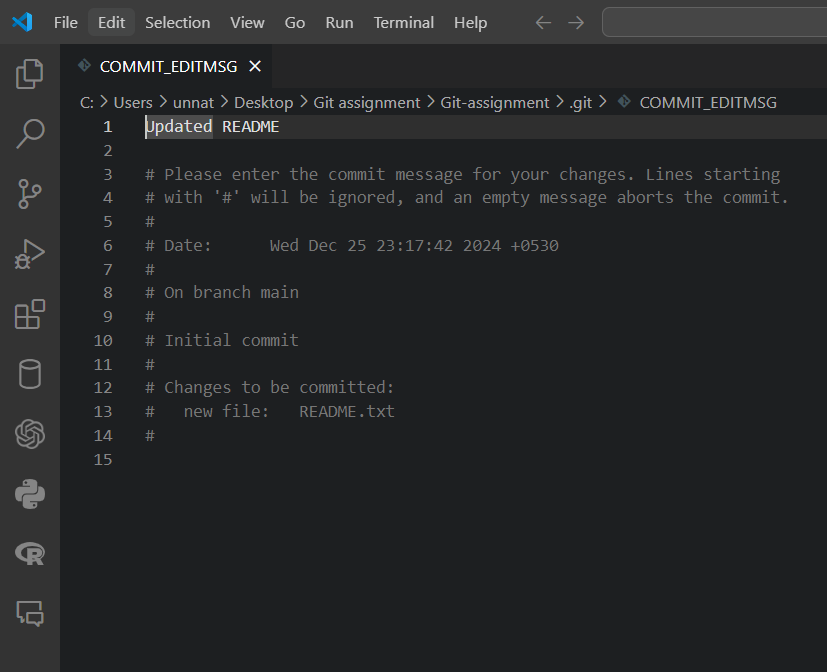 File Edit Selection View Go Run Terminal Help
COMMIT_EDITMSG
C: > Users > unnat > Desktop > Git assignment > Git-assignment > .git > COMMIT_EDITMSG
1 Updated README
2
3 # Please enter the commit message for your changes. Lines starting
4 # with '#' will be ignored, and an empty message aborts the commit.
5 #
6 # Date:      Wed Dec 25 23:17:42 2024 +0530
7 #
8 # On branch main
9 #
10 # Initial commit
11 #
12 # Changes to be committed:
13 #   new file:   README.txt
14 #
15